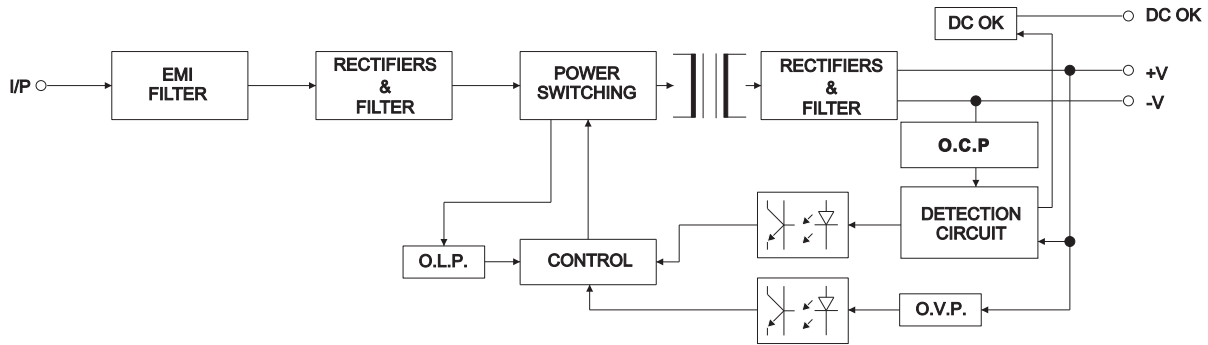 DC OK
DC OK
I/P
EMI
FILTER
RECTIFIERS
&
FILTER
POWER
SWITCHING
RECTIFIERS
&
FILTER
+V
-V
O.C.P
DETECTION
CIRCUIT
O.L.P.
CONTROL
O.V.P.